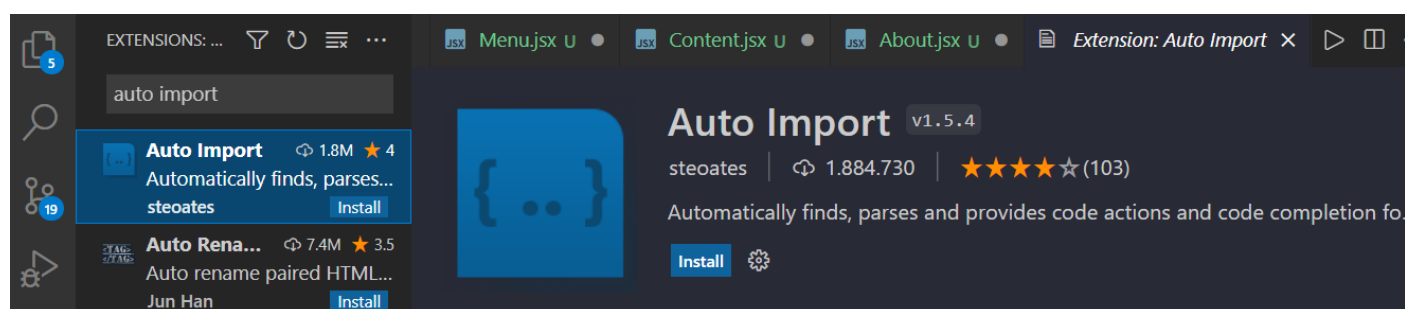 EXTENSIONS: ...
auto import
Auto Import 1.8M ★ 4
Automatically finds, parses...
steoates Install
Auto Rena... 7.4M ★ 3.5
Auto rename paired HTML...
Jun Han Install
5
19
JSX Menu.jsx U ●
JSX Content.jsx U ●
JSX About.jsx U ●
Extension: Auto Import ×
{..}
Auto Import v1.5.4
steoates 1.884.730 ★★★★☆ (103)
Automatically finds, parses and provides code actions and code completion fo.
Install